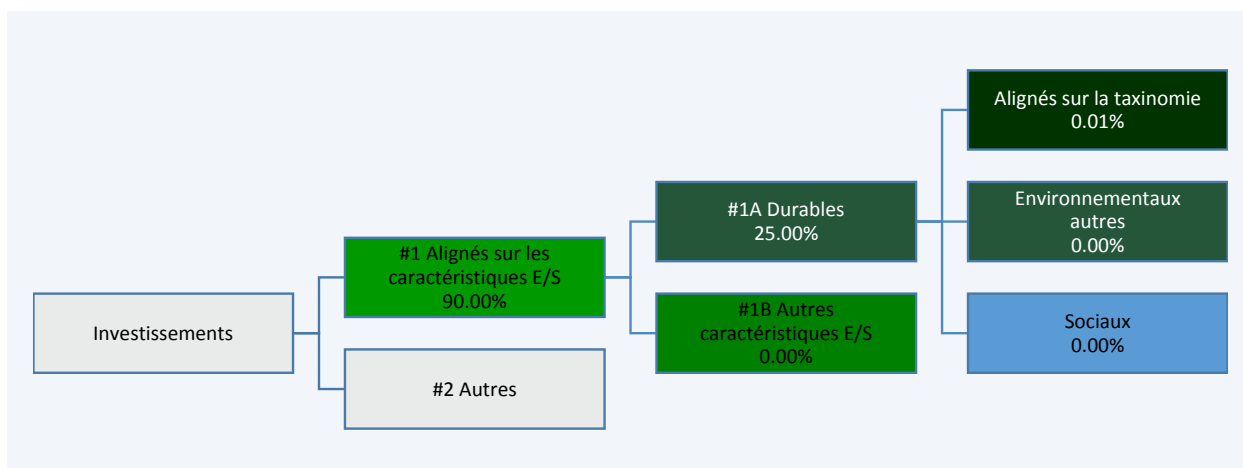 Investissements
#1 Alignés sur les
caractéristiques E/S
90.00%
#2 Autres
#1A Durables
25.00%
#1B Autres
caractéristiques E/S
0.00%
Alignés sur la taxinomie
0.01%
Environnementaux
autres
0.00%
Sociaux
0.00%